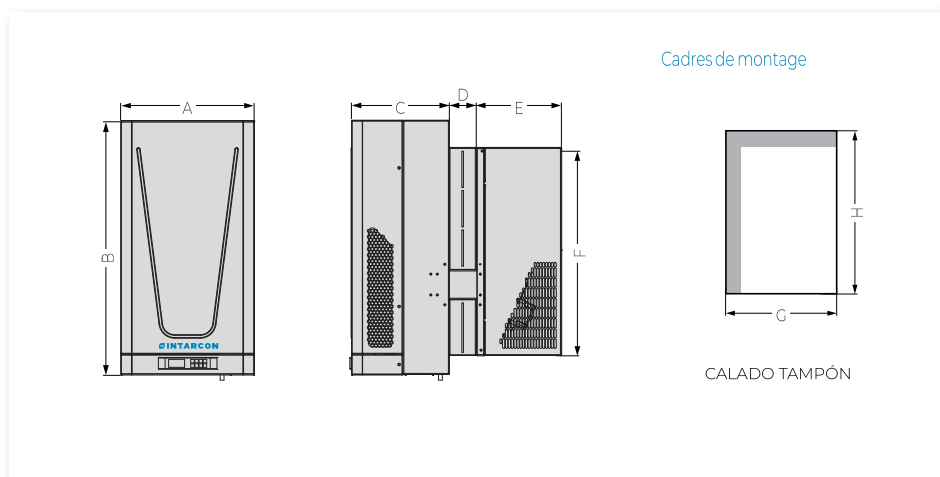 Cadres de montage
A
C
D
E
B
F
H
G
INTARCON
CALADO TAMPÓN